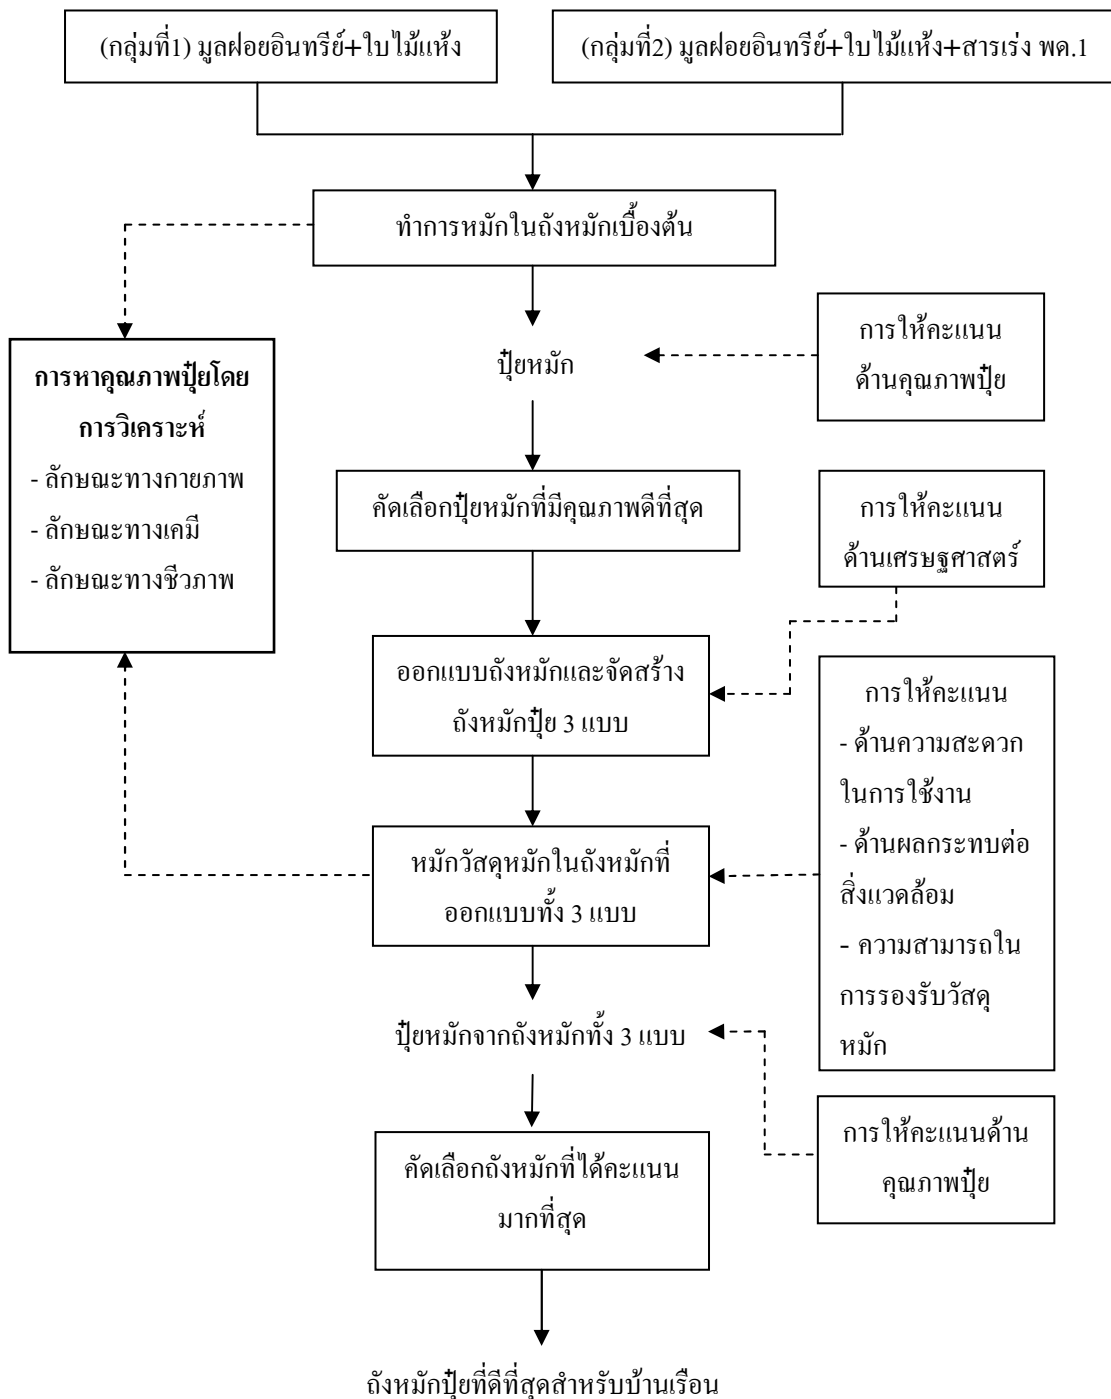 (กลุ่มที่1) มูลฝอยอินทรีย์+ใบไม้แห้ง
(กลุ่มที่2) มูลฝอยอินทรีย์+ใบไม้แห้ง+สารเร่ง พด.1
ทำการหมักในถังหมักเบื้องต้น
การให้คะแนน
ด้านคุณภาพปุ๋ย
ปุ๋ยหมัก
การหาคุณภาพปุ๋ยโดย
การวิเคราะห์
- ลักษณะทางกายภาพ
- ลักษณะทางเคมี
- ลักษณะทางชีวภาพ
คัดเลือกปุ๋ยหมักที่มีคุณภาพดีที่สุด
การให้คะแนน
ด้านเศรษฐศาสตร์
ออกแบบถังหมักและจัดสร้าง
ถังหมักปุ๋ย 3 แบบ
การให้คะแนน
- ด้านความสะดวก
ในการใช้งาน
- ด้านผลกระทบต่อ
สิ่งแวดล้อม
- ความสามารถใน
การรองรับวัสดุ
หมัก
หมักวัสดุหมักในถังหมักที่
ออกแบบทั้ง 3 แบบ
ปุ๋ยหมักจากถังหมักทั้ง 3 แบบ
การให้คะแนนด้าน
คุณภาพปุ๋ย
คัดเลือกถังหมักที่ได้คะแนน
มากที่สุด
ถังหมักปุ๋ยที่ดีที่สุดสำหรับบ้านเรือน